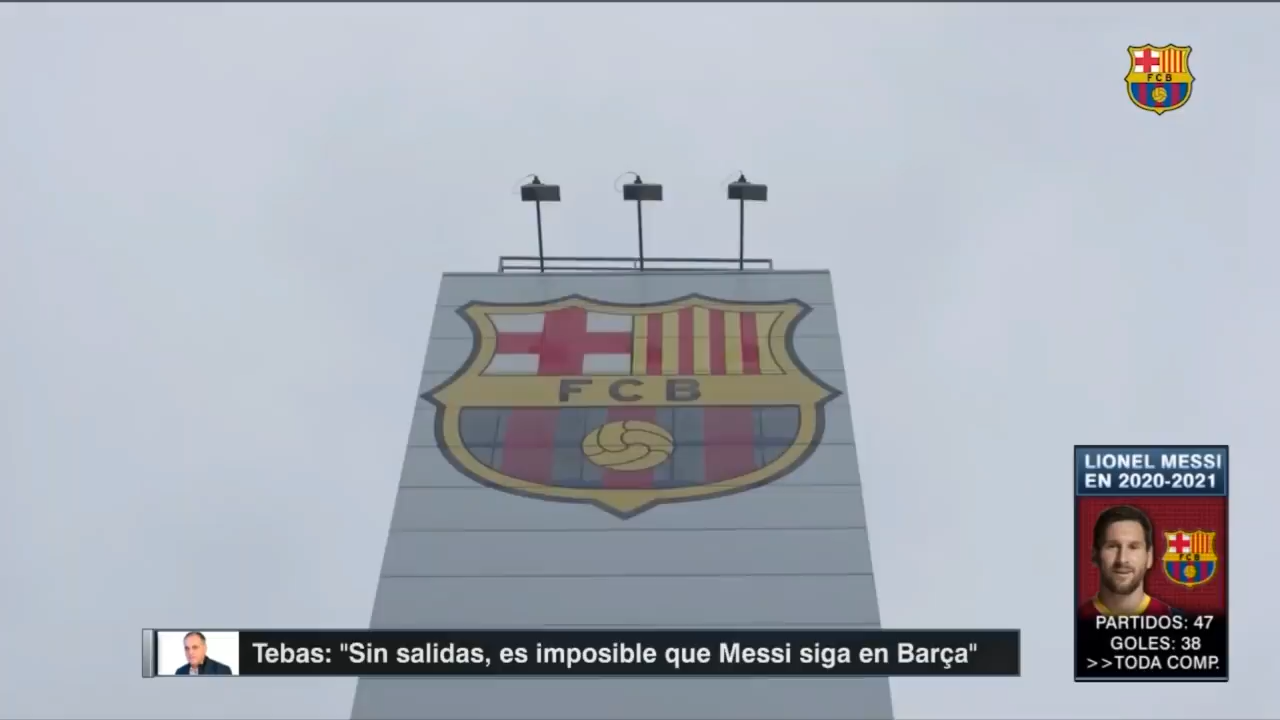 FCB
FCB
LIONEL MESSI
EN 2020-2021
FCB
PARTIDOS: 47
GOLES: 38
>>TODA COMP.
Tebas: "Sin salidas, es imposible que Messi siga en Barça"